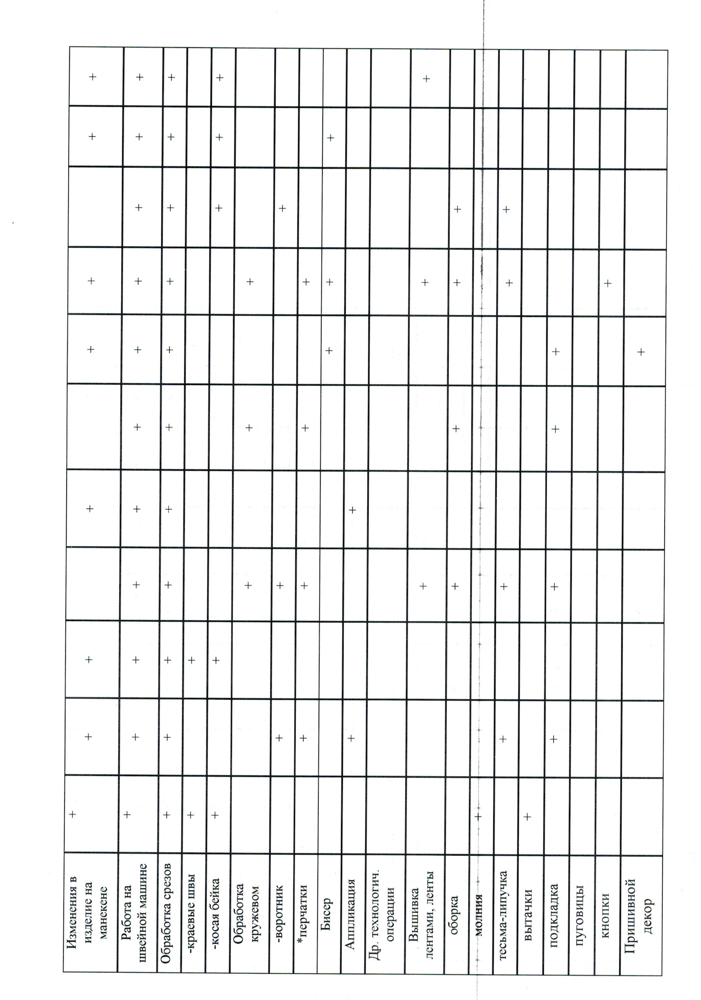 Изменения в
изделие на
манекене
+ + + + + + + +
Работа на
швейной машине
+ + + + + + + + + + +
Обработка срезов + + + + + + + + + + +
-краевые швы + +
-косая бейка + + + + +
Обработка
кружевом
+ + +
-воротник + + +
*перчатки + + + +
Бисер + + +
Аппликация + +
Др. технологич.
операции
Вышивка
лентами, ленты
+ + +
оборка + + + +
молния +
тесьма-липучка + + + +
вытачки +
подкладка + + + +
пуговицы
кнопки +
Пришивной
декор
+